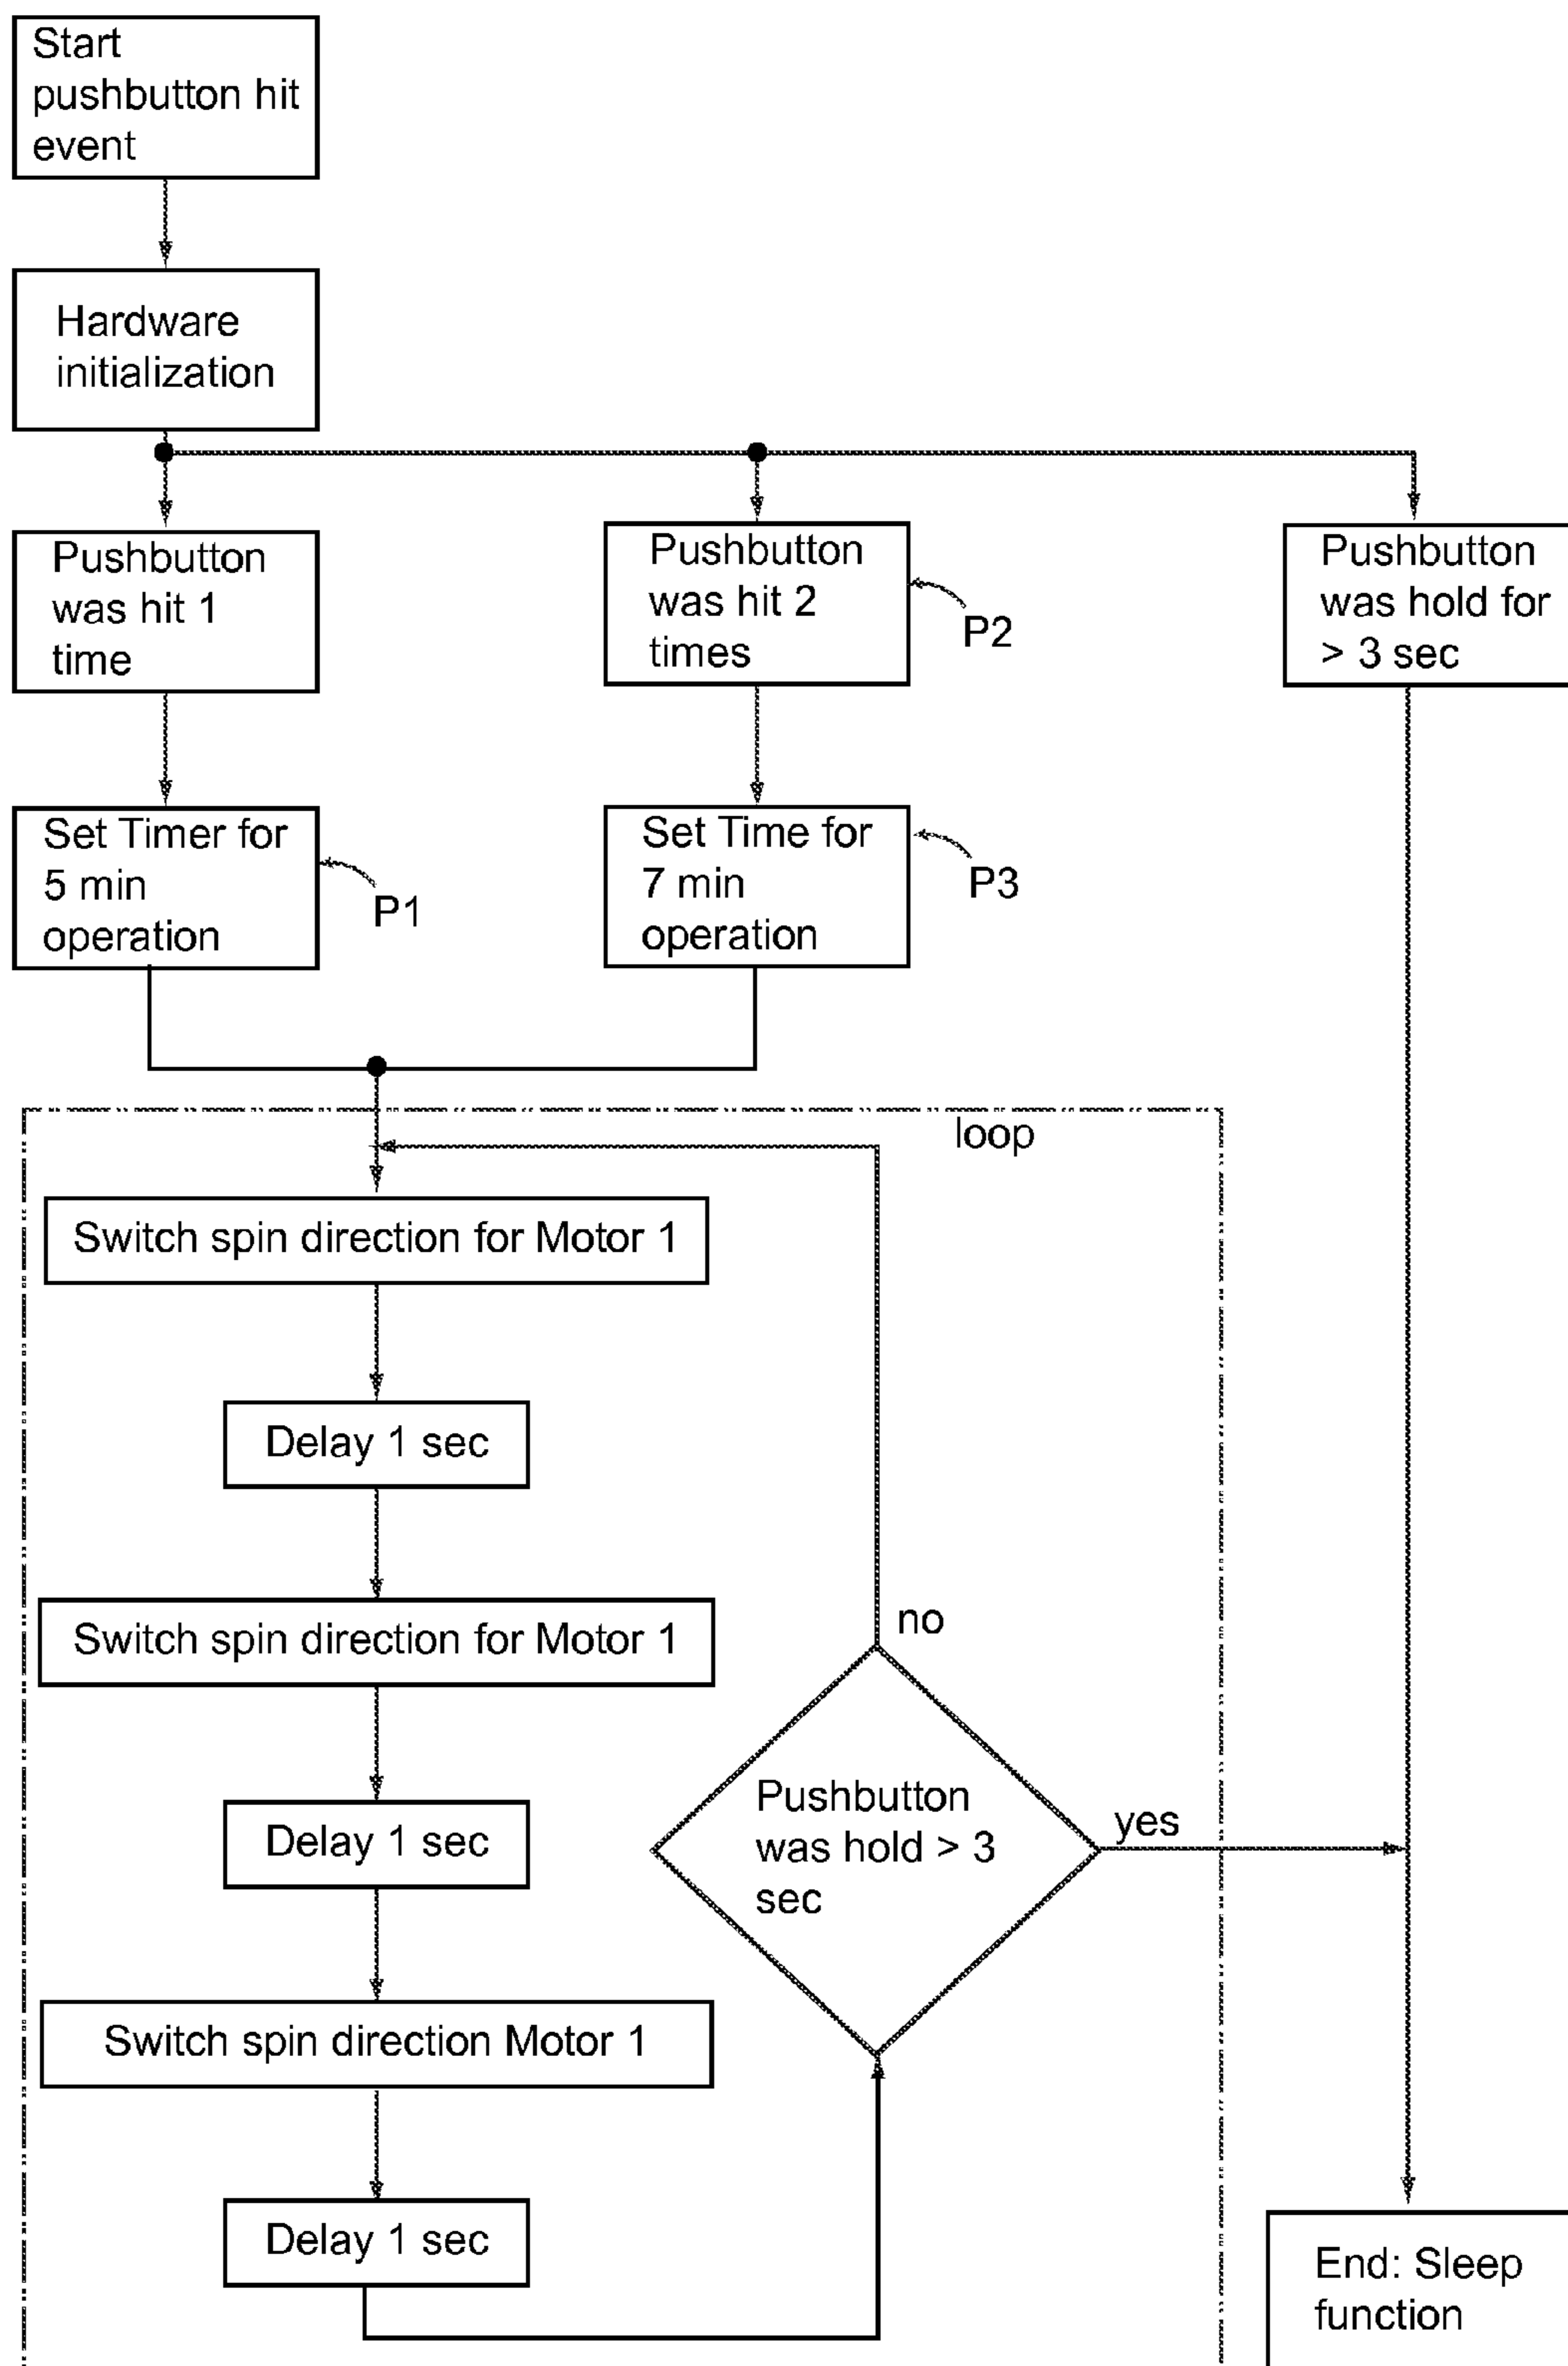 Start
pushbutton hit
event
Hardware
initialization
Pushbutton
was hit 1
time
Pushbutton
was hit 2
times
P2
Pushbutton
was hold for
> 3 sec
Set Timer for
5 min
operation
P1
Set Time for
7 min
operation
P3
loop
Switch spin direction for Motor 1
Delay 1 sec
Switch spin direction for Motor 1
no
Pushbutton
was hold > 3
sec
yes
Delay 1 sec
Switch spin direction Motor 1
Delay 1 sec
End: Sleep
function